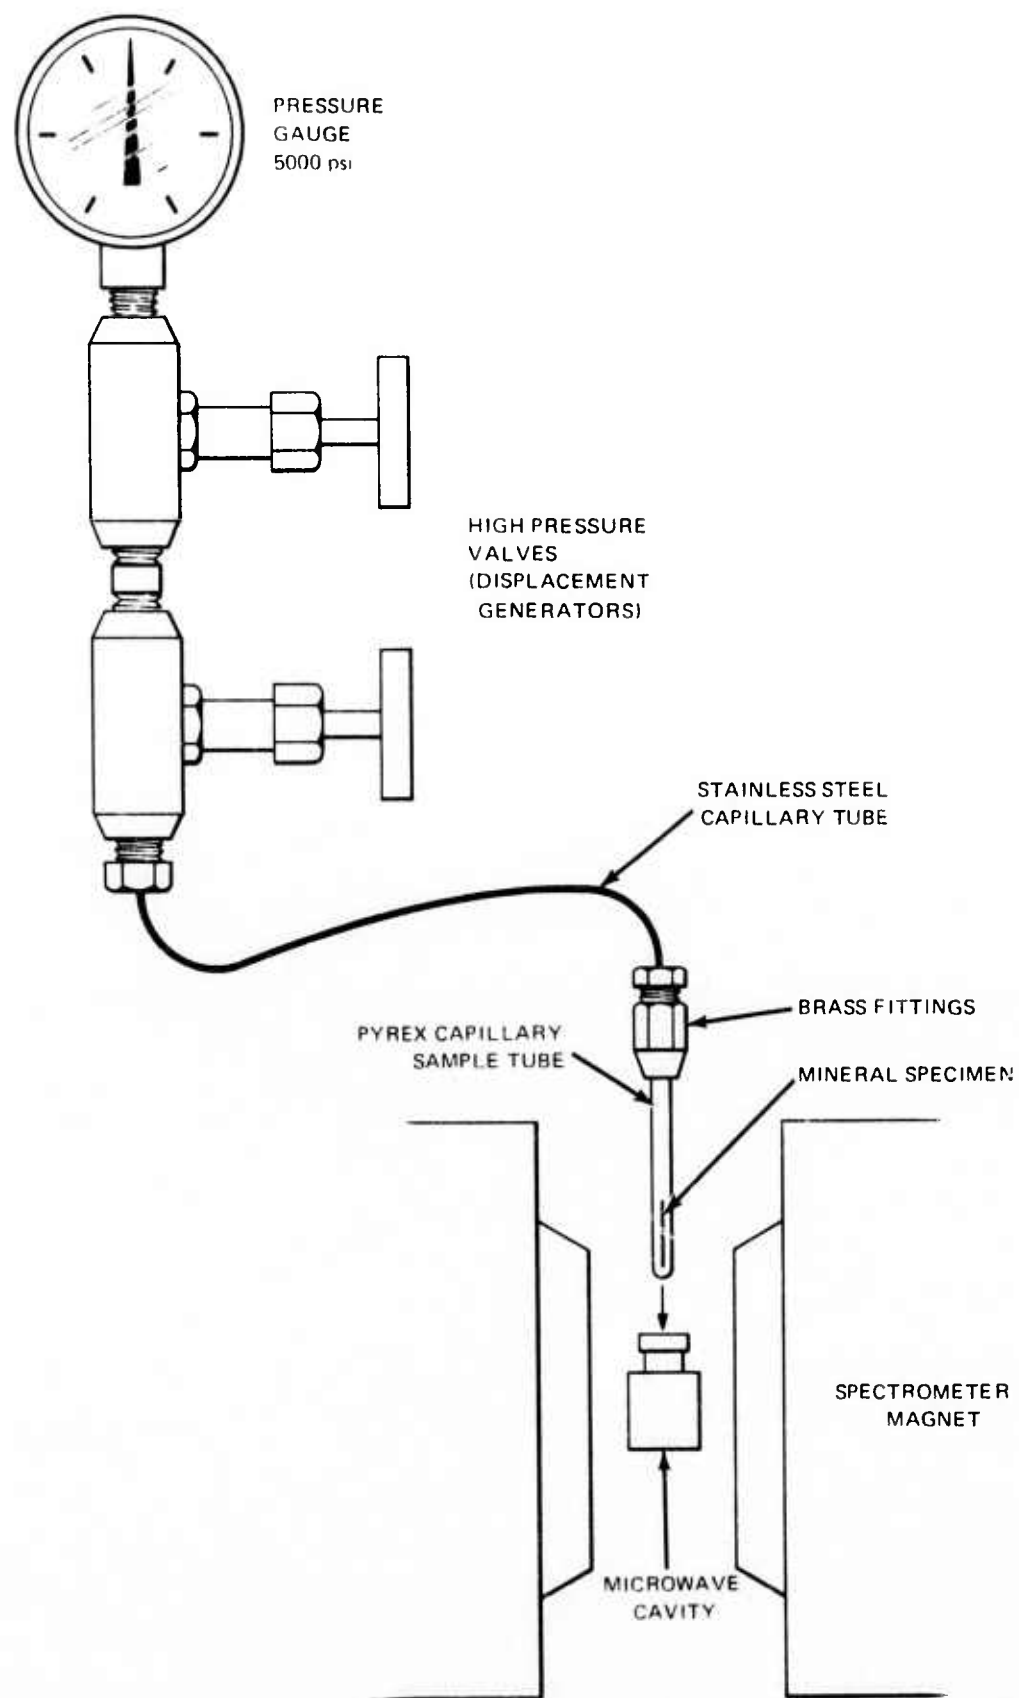 PRESSURE
GAUGE
5000 psi
HIGH PRESSURE
VALVES
(DISPLACEMENT
GENERATORS)
STAINLESS STEEL
CAPILLARY TUBE
BRASS FITTINGS
PYREX CAPILLARY
SAMPLE TUBE
MINERAL SPECIMEN
SPECTROMETER
MAGNET
MICROWAVE
CAVITY